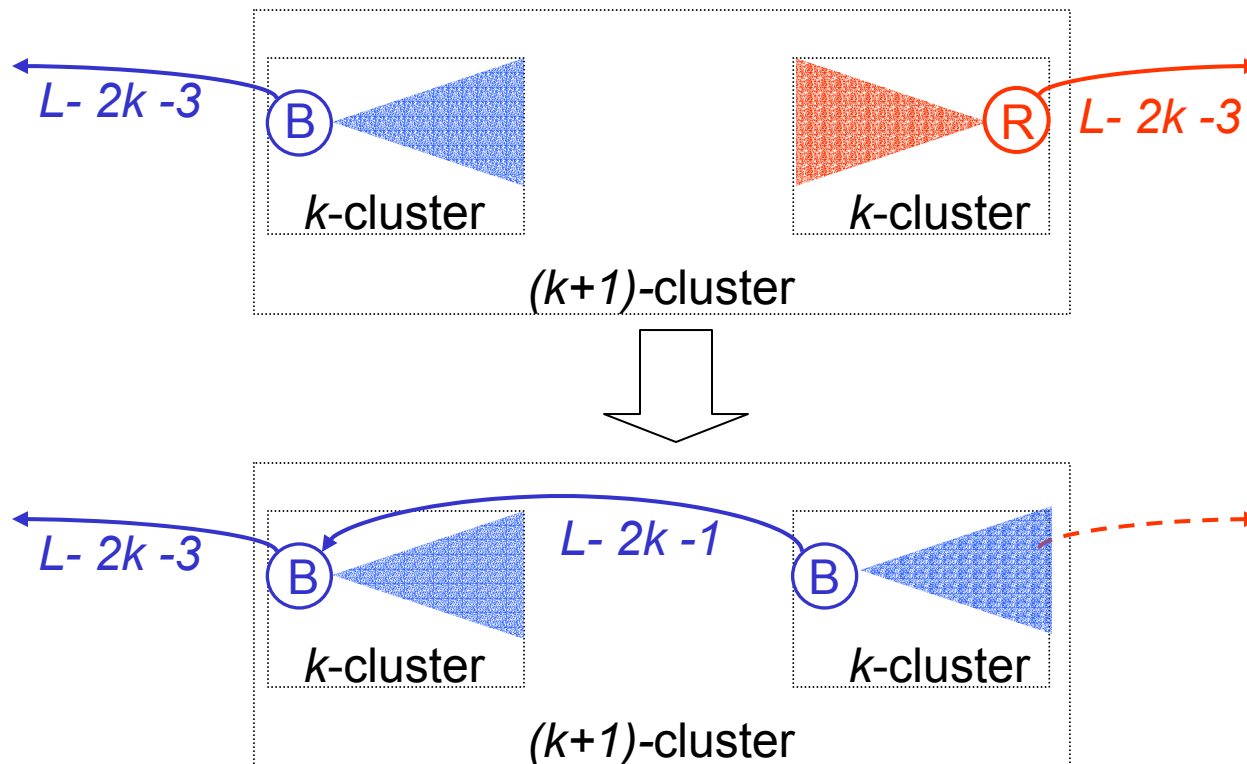 L- 2k -3
B
R
L- 2k -3
k-cluster
k-cluster
(k+1)-cluster
L- 2k -3
L- 2k -1
B
B
k-cluster
k-cluster
(k+1)-cluster